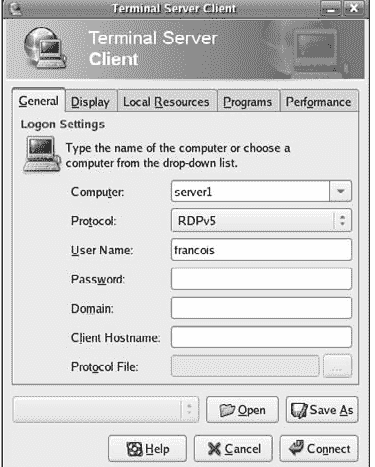 Terminal Server Client
Terminal Server
Client
General Display Local Resources Programs Performance
Logon Settings
Type the name of the computer or choose a
computer from the drop-down list.
Computer: server1
Protocol: RDPv5
User Name: francois
Password:
Domain:
Client Hostname:
Protocol File: ...
Open Save As
Help Cancel Connect